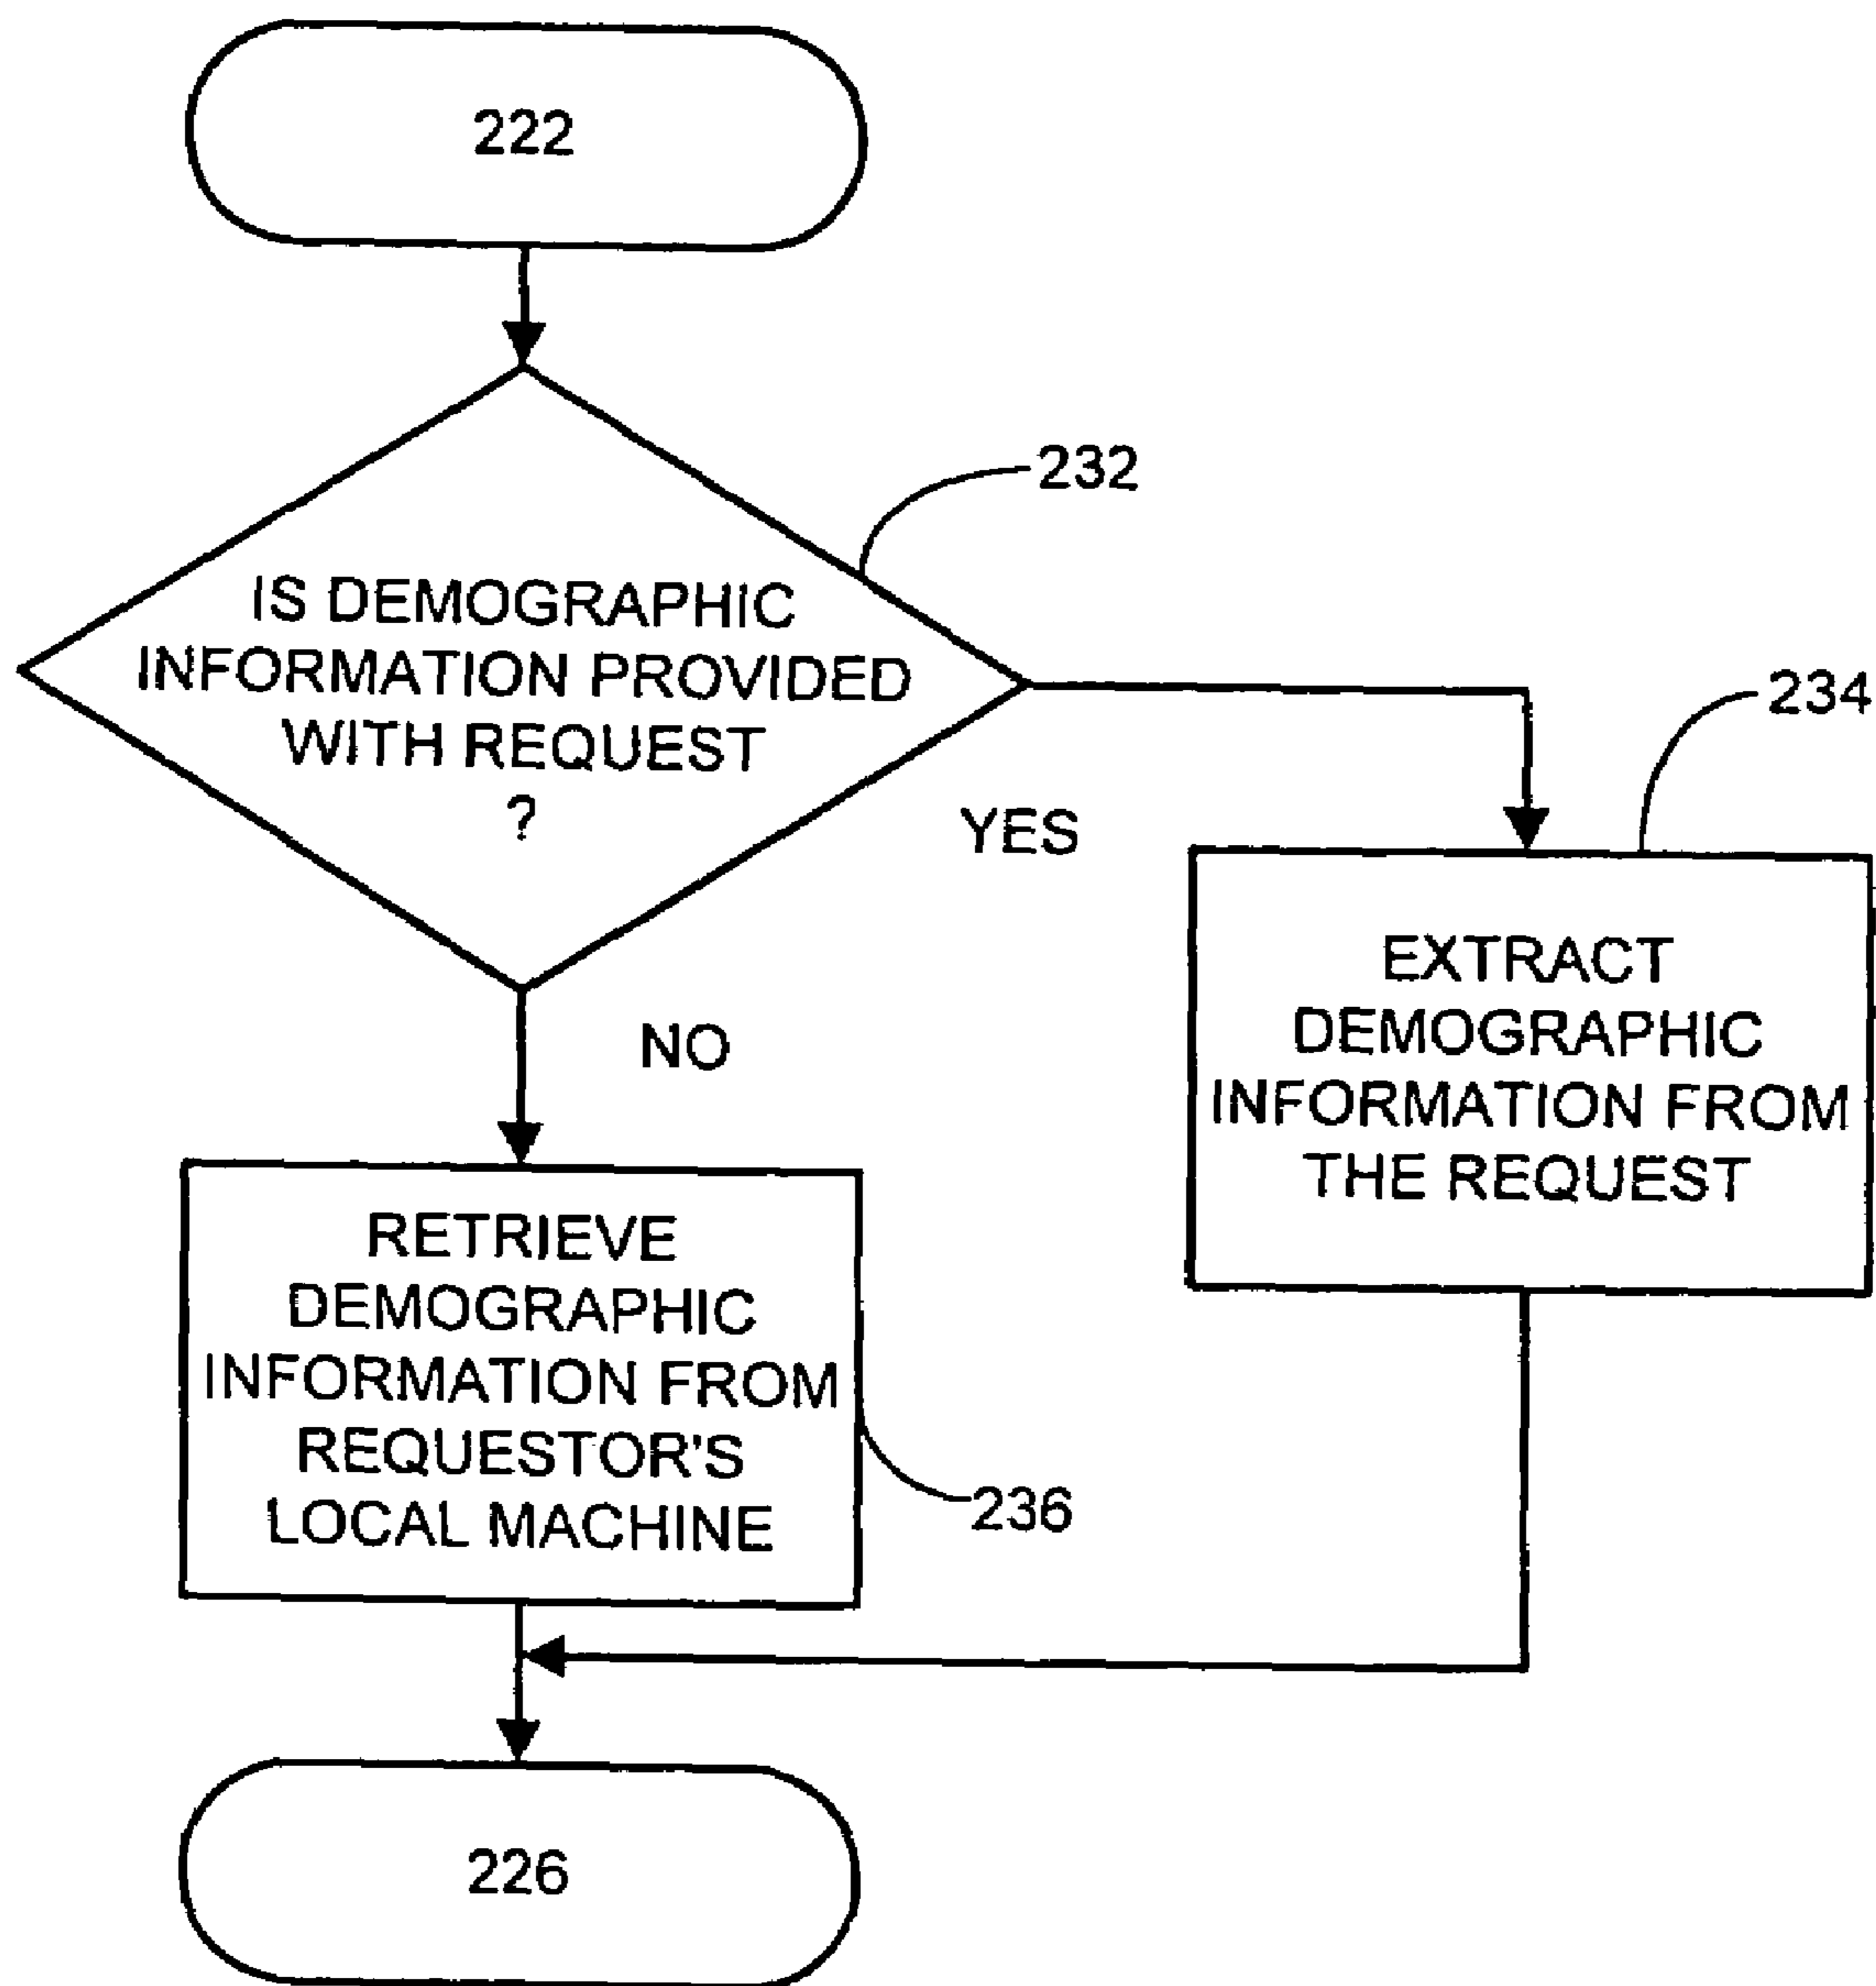 222
232
IS DEMOGRAPHIC
INFORMATION PROVIDED
WITH REQUEST
?
234
YES
EXTRACT
DEMOGRAPHIC
INFORMATION FROM
THE REQUEST
NO
RETRIEVE
DEMOGRAPHIC
INFORMATION FROM
REQUESTOR'S
LOCAL MACHINE
236
226